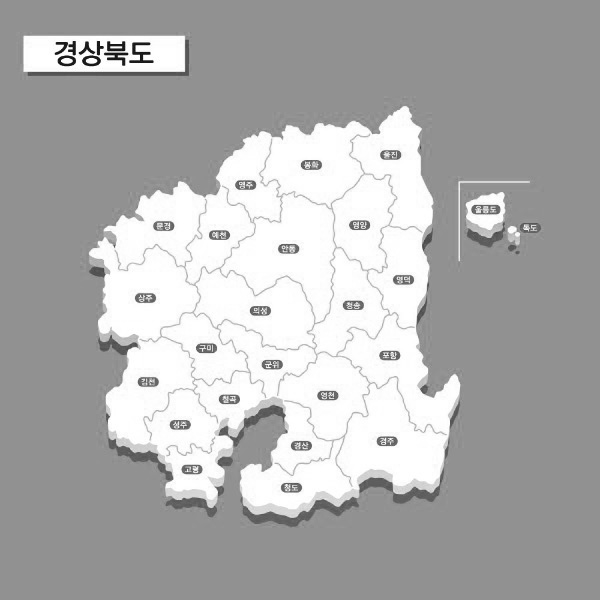 경상북도
울진
봉화
영주
울릉도
문경
영양
독도
예천
안동
영덕
상주
청송
의성
구미
포항
군위
김천
영천
칠곡
성주
경주
경산
고령
청도